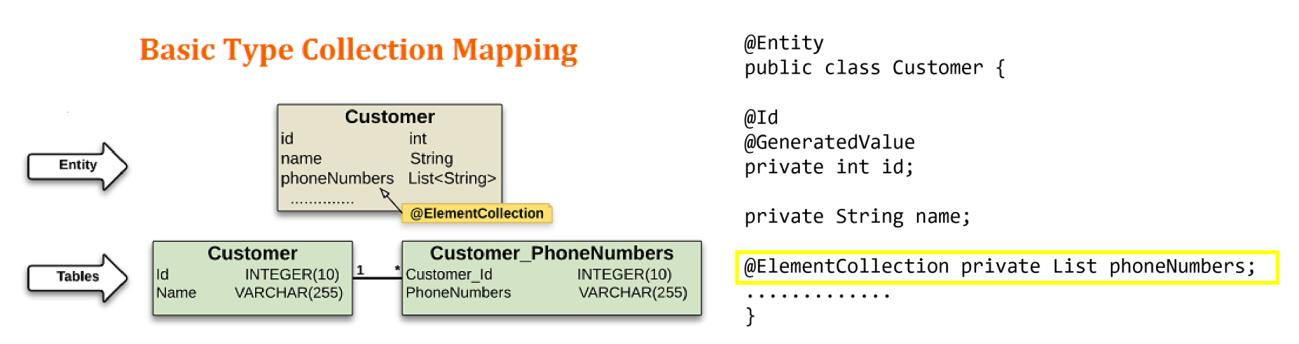 Basic Type Collection Mapping
Entity
Customer
id int
name String
phoneNumbers List<String>
..............
@ElementCollection
Tables
Customer
Id INTEGER(10)
Name VARCHAR(255)
1 *
Customer_PhoneNumbers
Customer_Id INTEGER(10)
PhoneNumbers VARCHAR(255)
@Entity
public class Customer {
@Id
@GeneratedValue
private int id;
private String name;
@ElementCollection private List phoneNumbers;
.............
}